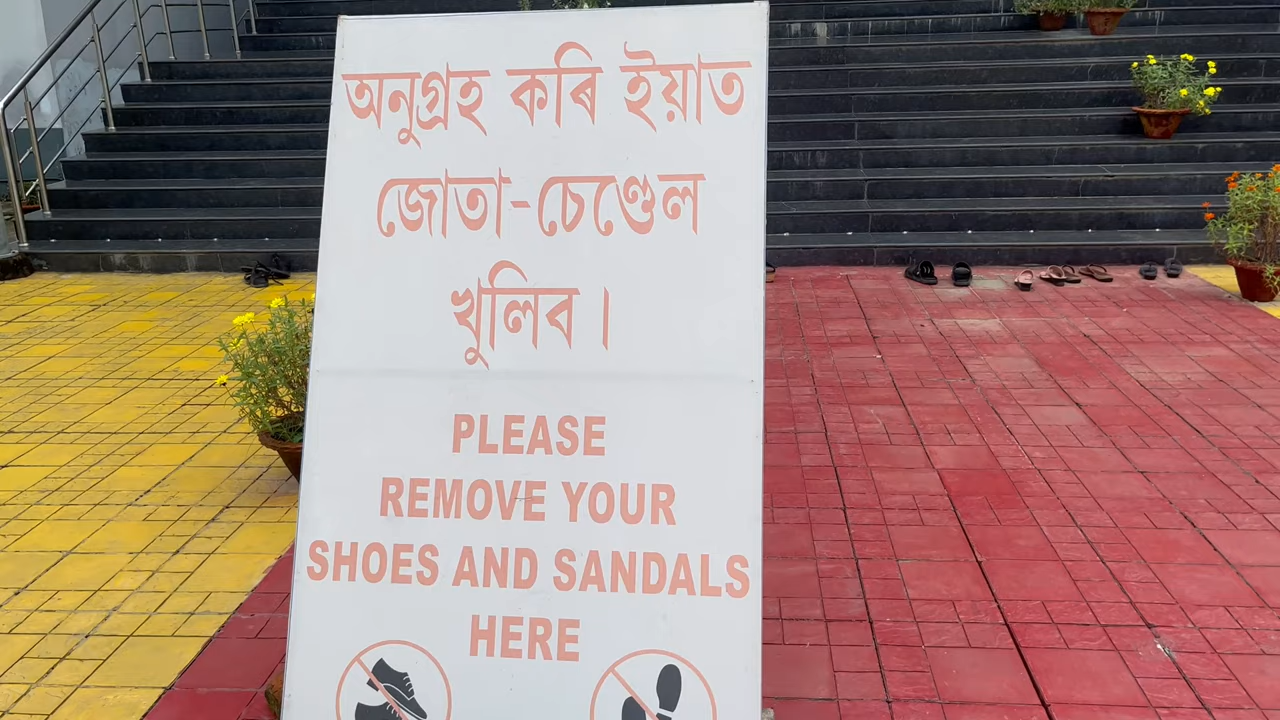 অনুগ্ৰহ কৰি ইয়াত
জোতা-চেণ্ডেল
খুলিব।
PLEASE
REMOVE YOUR
SHOES AND SANDALS
HERE